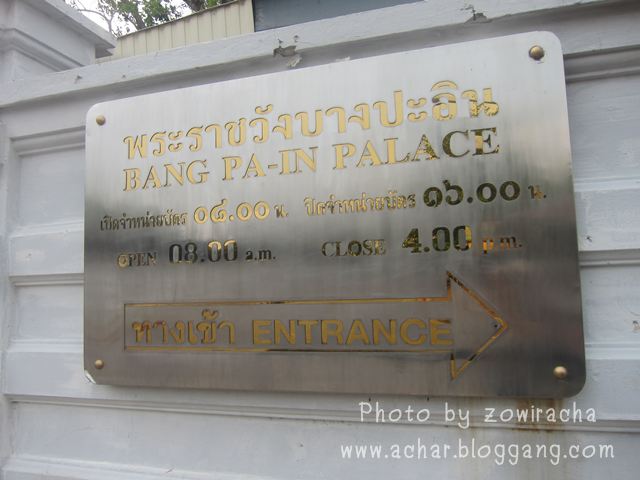 พระราชวังบางปะอิน
BANG PA-IN PALACE
เปิดจำหน่ายบัตร ๐๘.๐๐ น. ปิดจำหน่ายบัตร ๑๖.๐๐ น.
OPEN 08.00 a.m. CLOSE 4.00 p.m.
ทางเข้า ENTRANCE
Photo by zowiracha
www.achar.bloggang.com